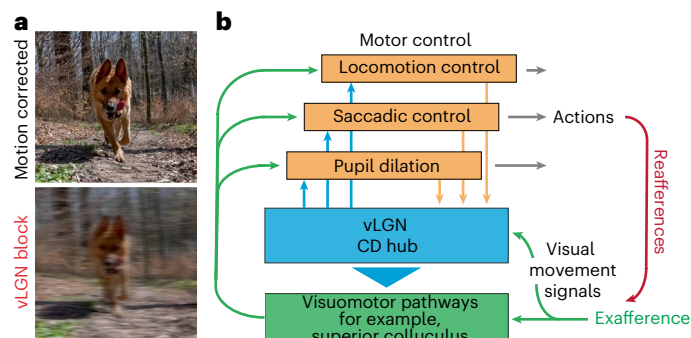 a
Motion corrected
vLGN block
b
Motor control
Locomotion control
Saccadic control
Actions
Pupil dilation
Reafferences
vLGN
CD hub
Visual
movement
signals
Visuomotor pathways
for example,
superior colluculus
Exafference